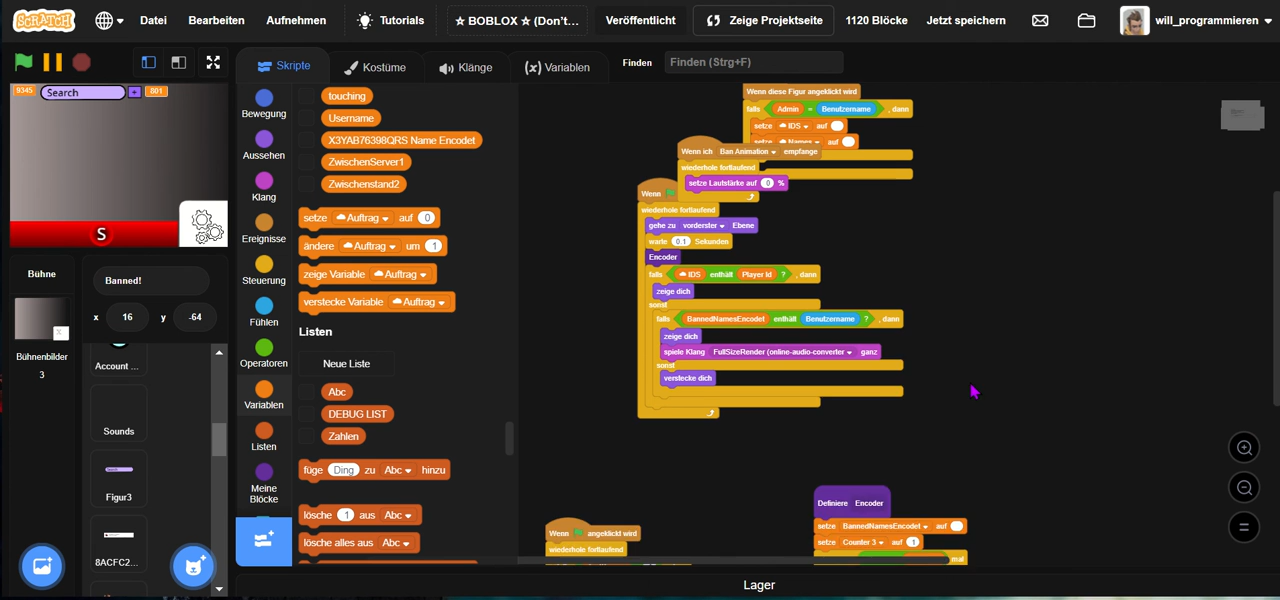 SCRATCH
Datei
Bearbeiten
Aufnehmen
Tutorials
☆ BOBLOX ☆ (Don't...
Veröffentlicht
Zeige Projektseite
1120 Blöcke
Jetzt speichern
will_programmieren
Skripte
Kostüme
Klänge
(x) Variablen
Finden
Finden (Strg+F)
9345
Search
+
801
S
Bühne
Bühnenbilder
3
Banned!
x 16 y -64
Account ...
Sounds
Figur3
8ACFC2...
Bewegung
Aussehen
Klang
Ereignisse
Steuerung
Fühlen
Operatoren
Variablen
Listen
Meine
Blöcke
touching
Username
X3YAB76398QRS Name Encodet
ZwischenServer1
Zwischenstand2
setze Auftrag auf 0
ändere Auftrag um 1
zeige Variable Auftrag
verstecke Variable Auftrag
Listen
Neue Liste
Abc
DEBUG LIST
Zahlen
füge Ding zu Abc hinzu
lösche 1 aus Abc
lösche alles aus Abc
Wenn diese Figur angeklickt wird
falls Admin = Benutzername , dann
setze IDS auf
setze Names auf
Wenn ich Ban Animation empfange
wiederhole fortlaufend
setze Lautstärke auf 0 %
Wenn
wiederhole fortlaufend
gehe zu vorderster Ebene
warte 0.1 Sekunden
Encoder
falls IDS enthält Player Id ? , dann
zeige dich
sonst
falls BannedNamesEncodet enthält Benutzername ? , dann
zeige dich
spiele Klang FullSizeRender (online-audio-converter ganz
sonst
verstecke dich
Wenn angeklickt wird
wiederhole fortlaufend
Definiere Encoder
setze BannedNamesEncodet auf
setze Counter 3 auf 1
mal
Lager